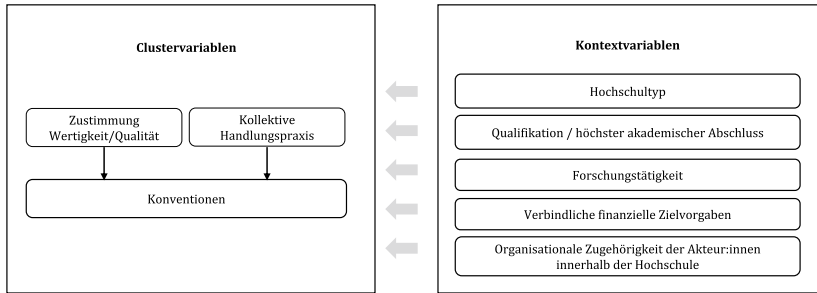 Clustervariablen
Zustimmung
Wertigkeit/Qualität
Kollektive
Handlungspraxis
Konventionen
Kontextvariablen
Hochschultyp
Qualifikation / höchster akademischer Abschluss
Forschungstätigkeit
Verbindliche finanzielle Zielvorgaben
Organisationale Zugehörigkeit der Akteur:innen
innerhalb der Hochschule